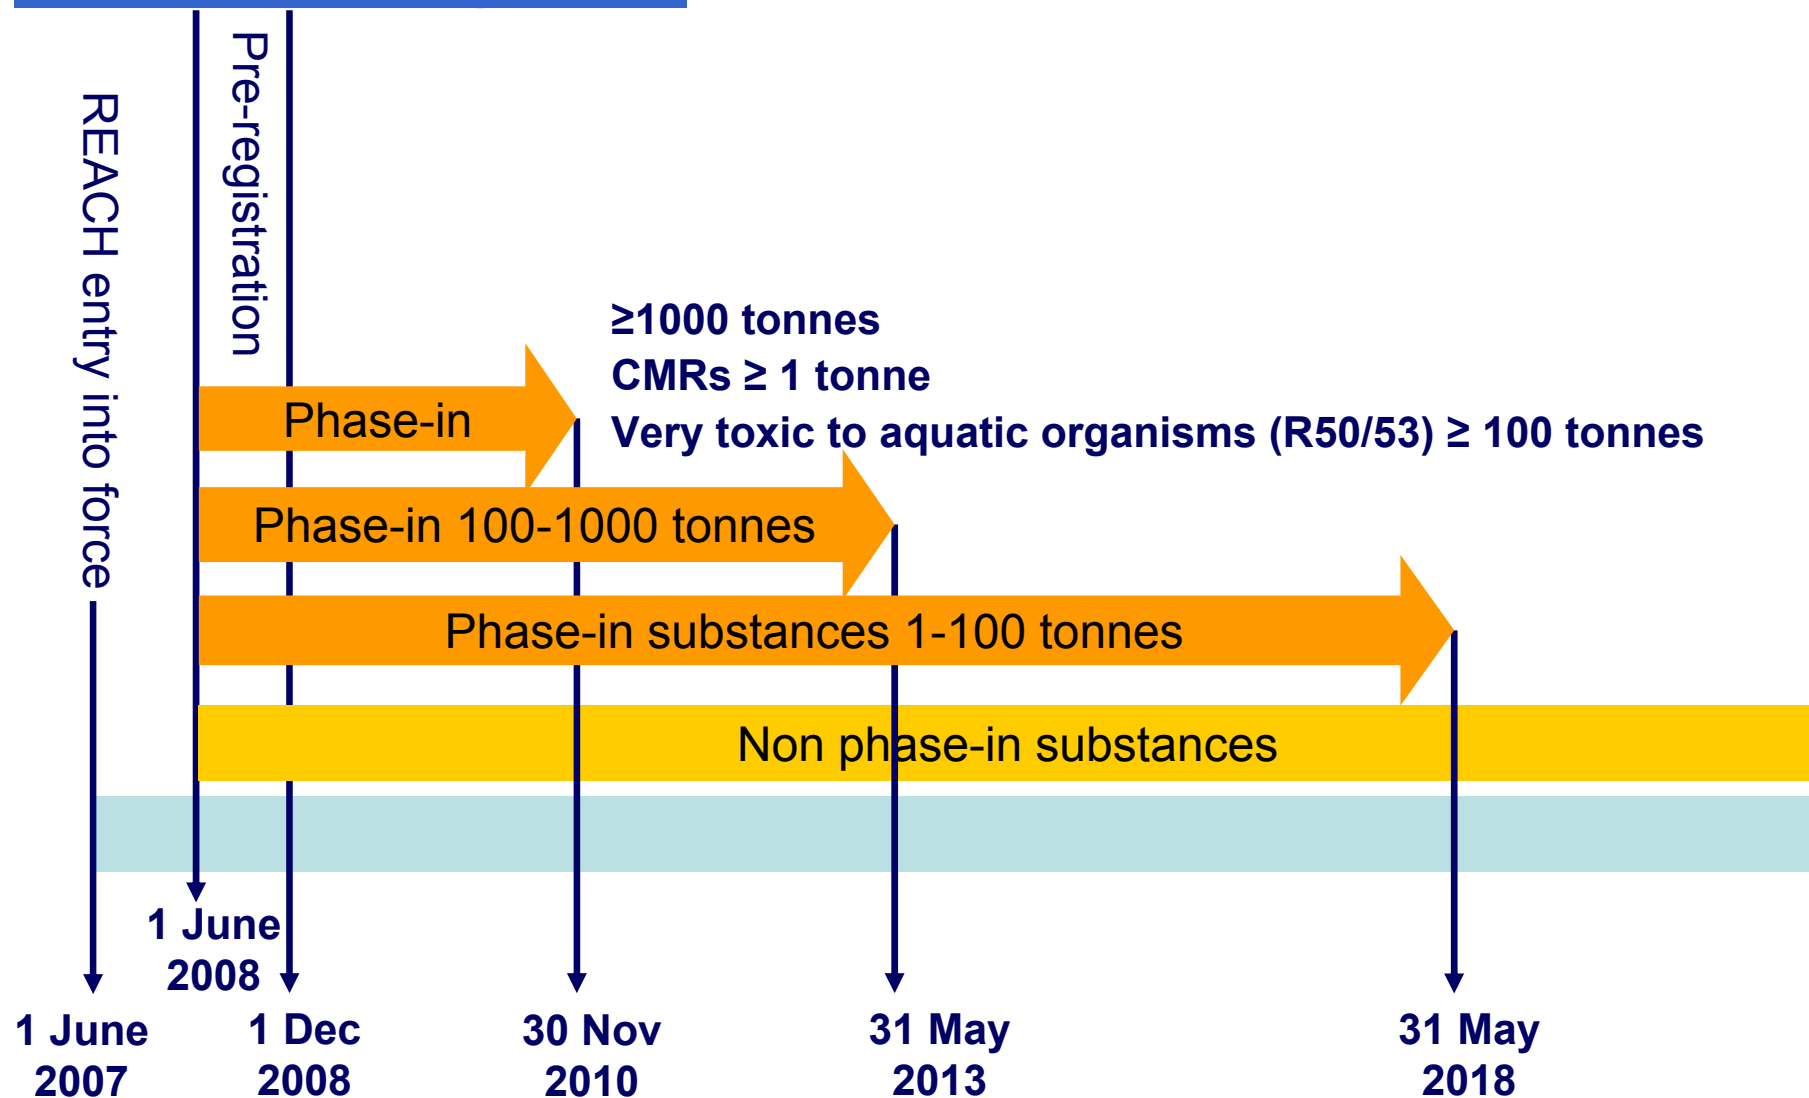 REACH entry into force
Pre-registration
≥1000 tonnes
CMRs ≥ 1 tonne
Very toxic to aquatic organisms (R50/53) ≥ 100 tonnes
Phase-in
Phase-in 100-1000 tonnes
Phase-in substances 1-100 tonnes
Non phase-in substances
1 June
2008
1 June
2007
1 Dec
2008
30 Nov
2010
31 May
2013
31 May
2018